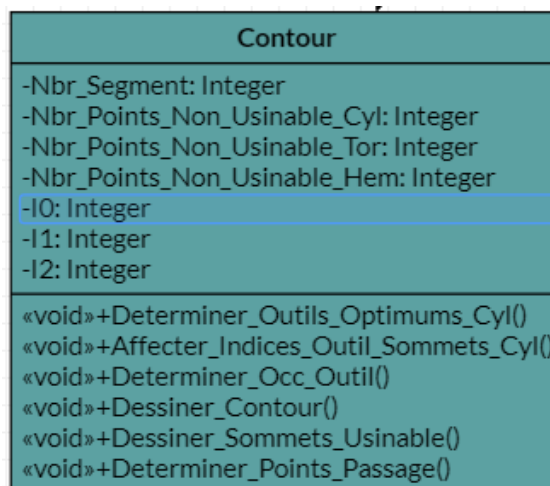 Contour
-Nbr_Segment: Integer
-Nbr_Points_Non_Usinable_Cyl: Integer
-Nbr_Points_Non_Usinable_Tor: Integer
-Nbr_Points_Non_Usinable_Hem: Integer
-I0: Integer
-I1: Integer
-I2: Integer
«void»+Determiner_Outils_Optimums_Cyl()
«void»+Affecter_Indices_Outil_Sommets_Cyl()
«void»+Determiner_Occ_Outil()
«void»+Dessiner_Contour()
«void»+Dessiner_Sommets_Usinable()
«void»+Determiner_Points_Passage()